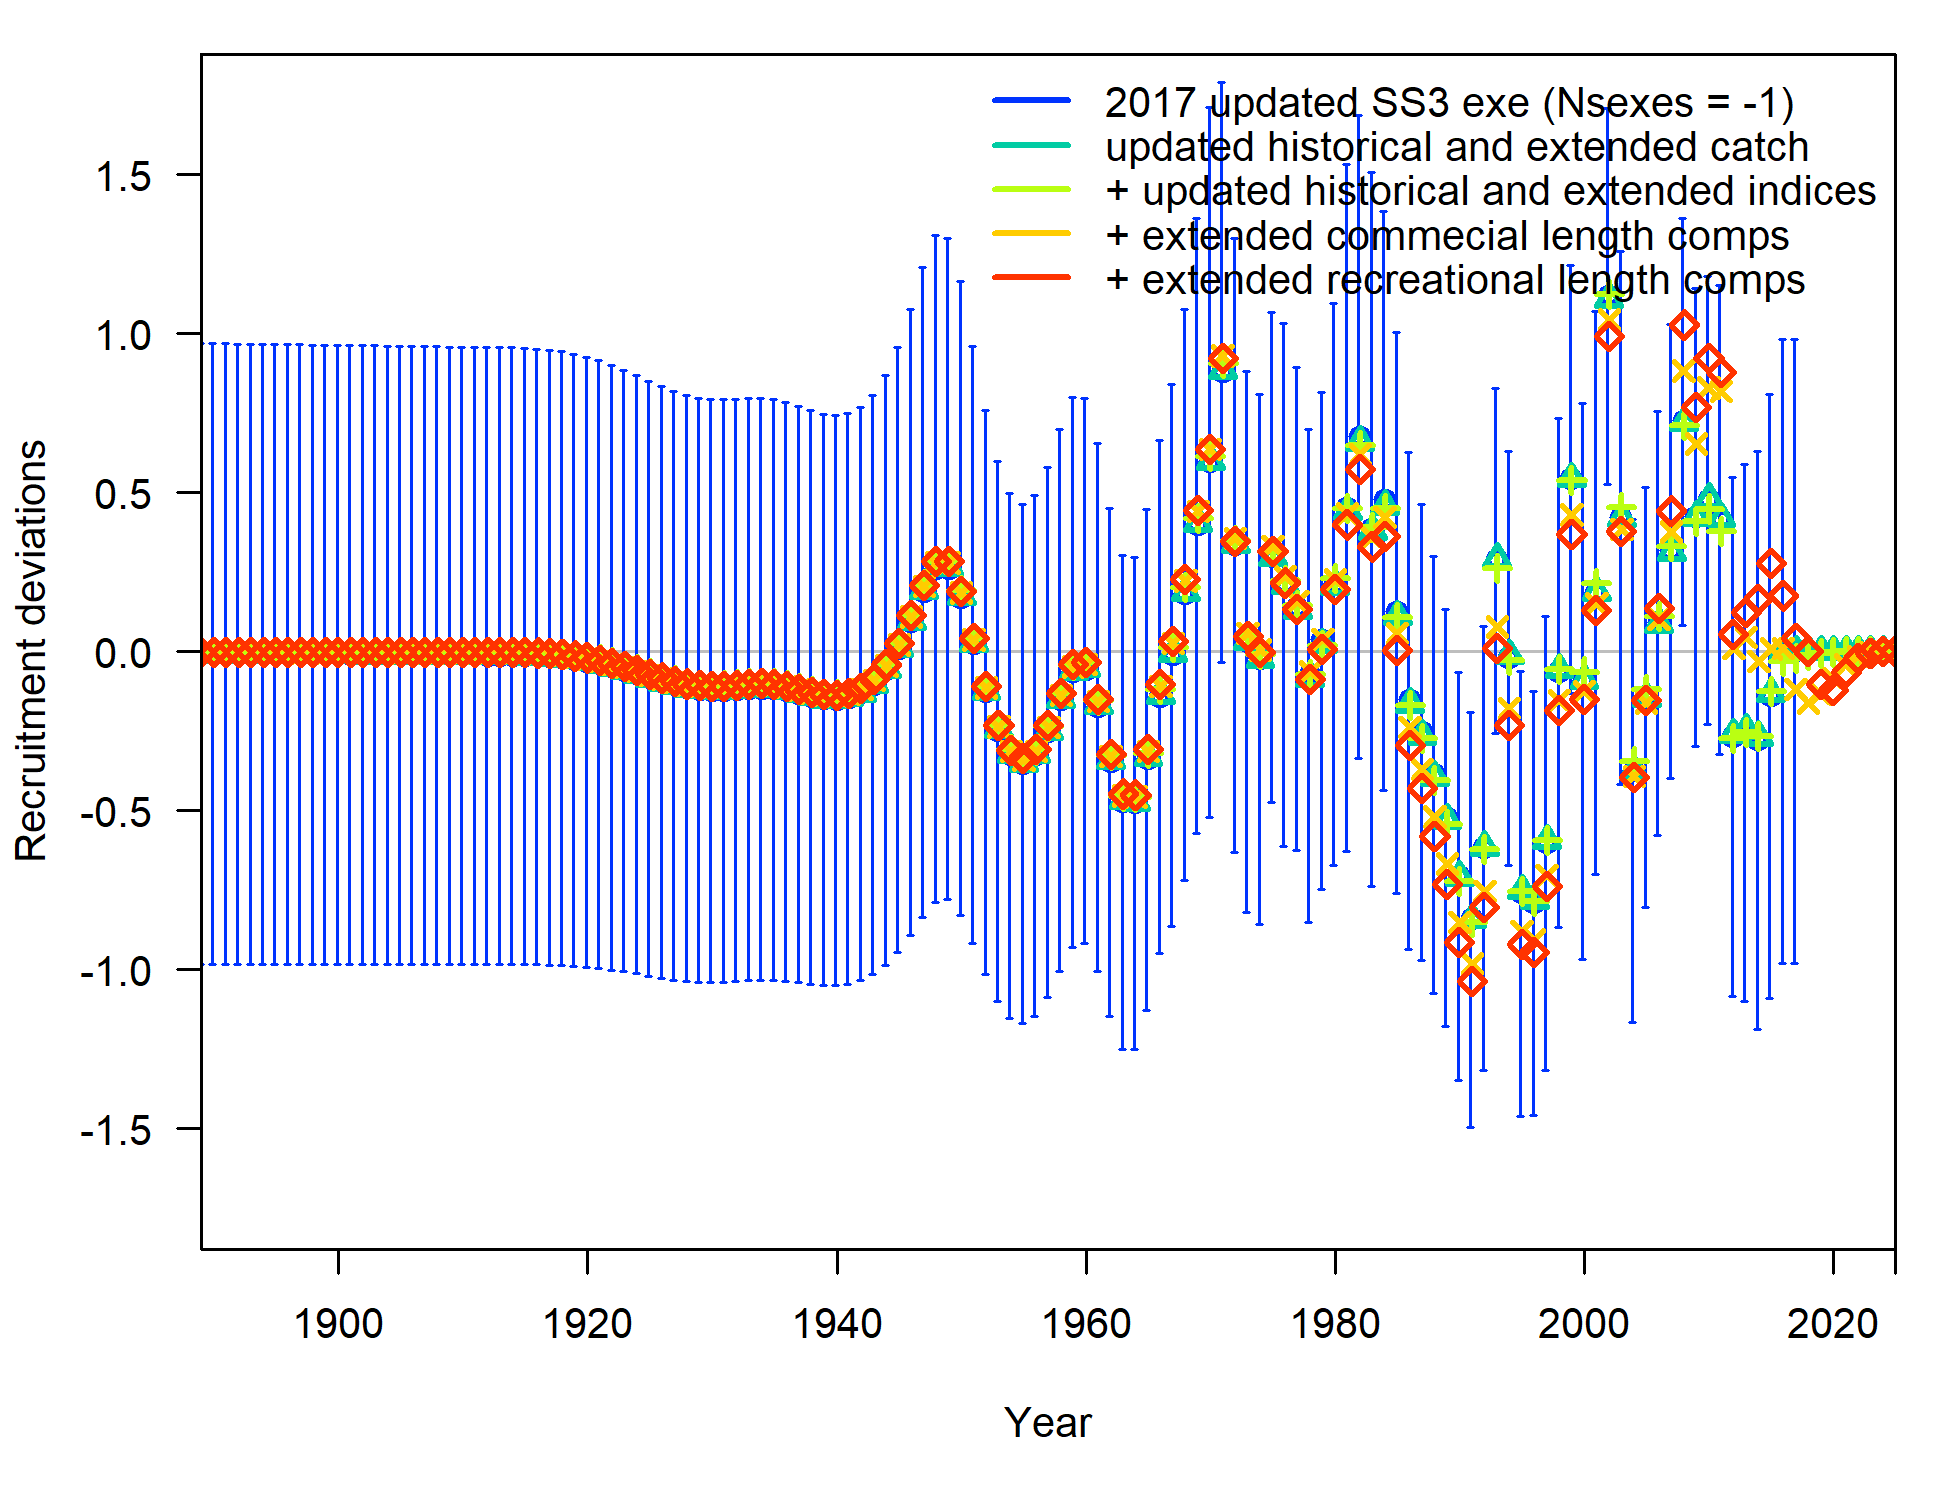 2017 updated SS3 exe (Nsexes = -1)
updated historical and extended catch
+ updated historical and extended indices
+ extended commecial length comps
+ extended recreational length comps
Recruitment deviations
1.5
1.0
0.5
0.0
-0.5
-1.0
-1.5
1900 1920 1940 1960 1980 2000 2020
Year